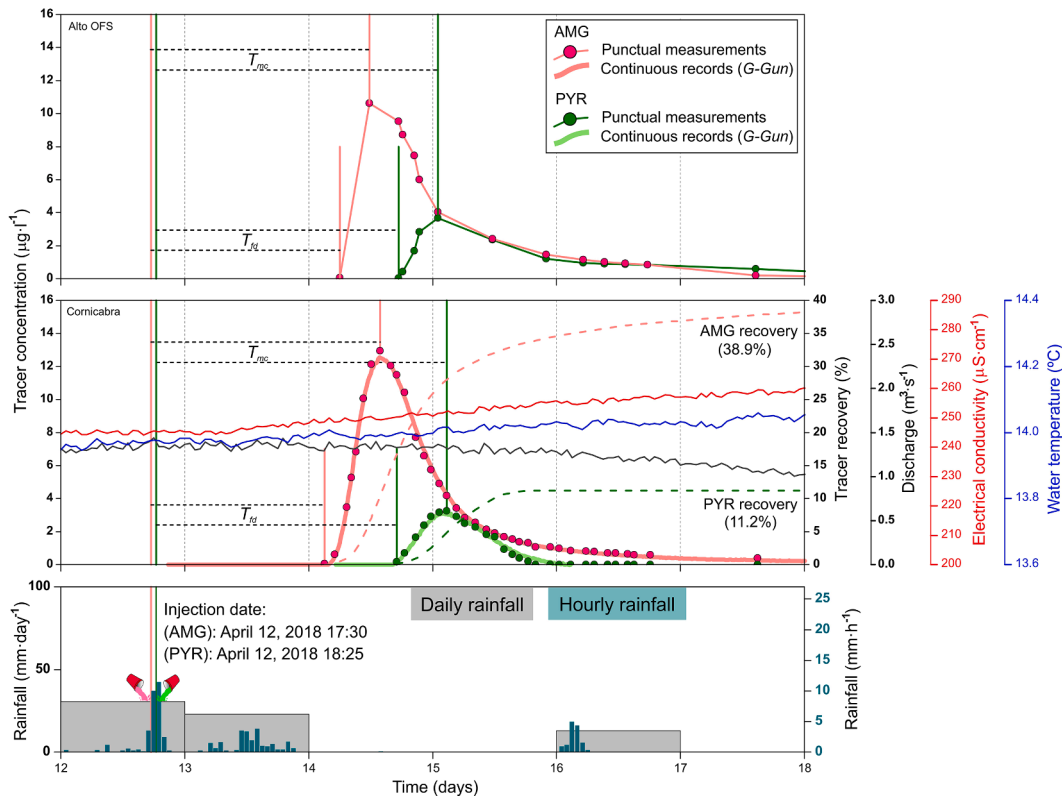 Alto OFS
16
14
12
10
8
6
4
2
0
Tmc
Tfd
AMG
Punctual measurements
Continuous records (G-Gun)
PYR
Punctual measurements
Continuous records (G-Gun)
Tracer concentration (µg·l-1)
Cornicabra
16
14
12
10
8
6
4
2
0
Tmc
Tfd
AMG recovery
(38.9%)
PYR recovery
(11.2%)
40
35
30
25
20
15
10
5
0
Tracer recovery (%)
3.0
2.5
2.0
1.5
1.0
0.5
0.0
Discharge (m3·s-1)
290
280
270
260
250
240
230
220
210
200
Electrical conductivity (µS·cm-1)
14.4
14.2
14.0
13.8
13.6
Water temperature (ºC)
100
50
0
Rainfall (mm·day-1)
Injection date:
(AMG): April 12, 2018 17:30
(PYR): April 12, 2018 18:25
Daily rainfall
Hourly rainfall
25
20
15
10
5
0
Rainfall (mm·h-1)
12 13 14 15 16 17 18
Time (days)